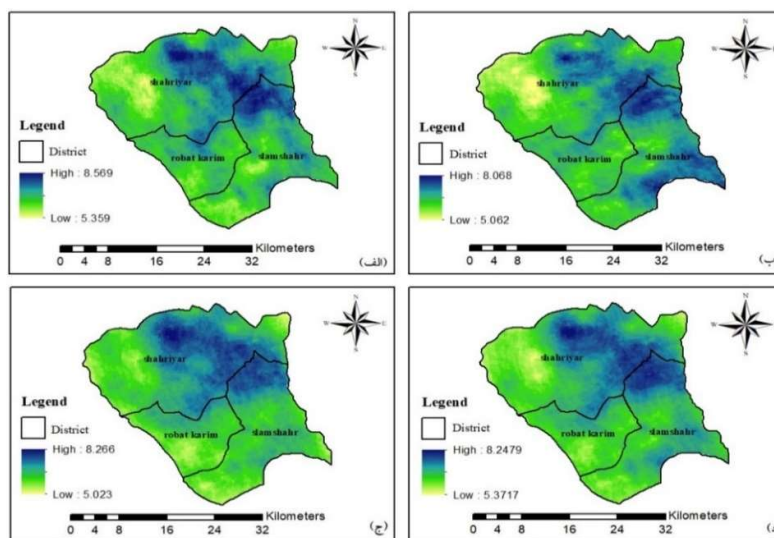 N
W E
S
shahriyar
Legend
District
robat karim
slamshahr
High : 8.569
Low : 5.359
Kilometers
0 4 8 16 24 32
(الف)
N
W E
S
shahriyar
Legend
District
robat karim
slamshahr
High : 8.068
Low : 5.062
Kilometers
0 4 8 16 24 32
(ب)
N
W E
S
shahriyar
Legend
District
robat karim
slamshahr
High : 8.266
Low : 5.023
Kilometers
0 4 8 16 24 32
(ج)
N
W E
S
shahriyar
Legend
District
robat karim
slamshahr
High : 8.2479
Low : 5.3717
Kilometers
0 4 8 16 24 32